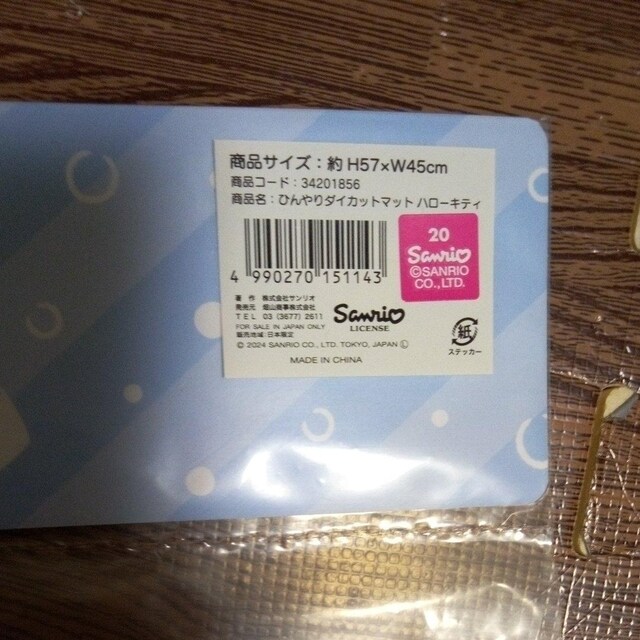 商品サイズ：約 H57×W45cm
商品コード：34201856
商品名：ひんやりダイカットマット ハローキティ
4 990270 151143
20
Sanrio
©SANRIO
CO.,LTD.
著 作 株式会社サンリオ
発売元 畑山商事株式会社
TEL 03 (3677) 2611
FOR SALE IN JAPAN ONLY
販売地域 日本限定
© 2024 SANRIO CO., LTD. TOKYO, JAPAN Ⓛ
MADE IN CHINA
Sanrio
LICENSE
紙
ステッカー